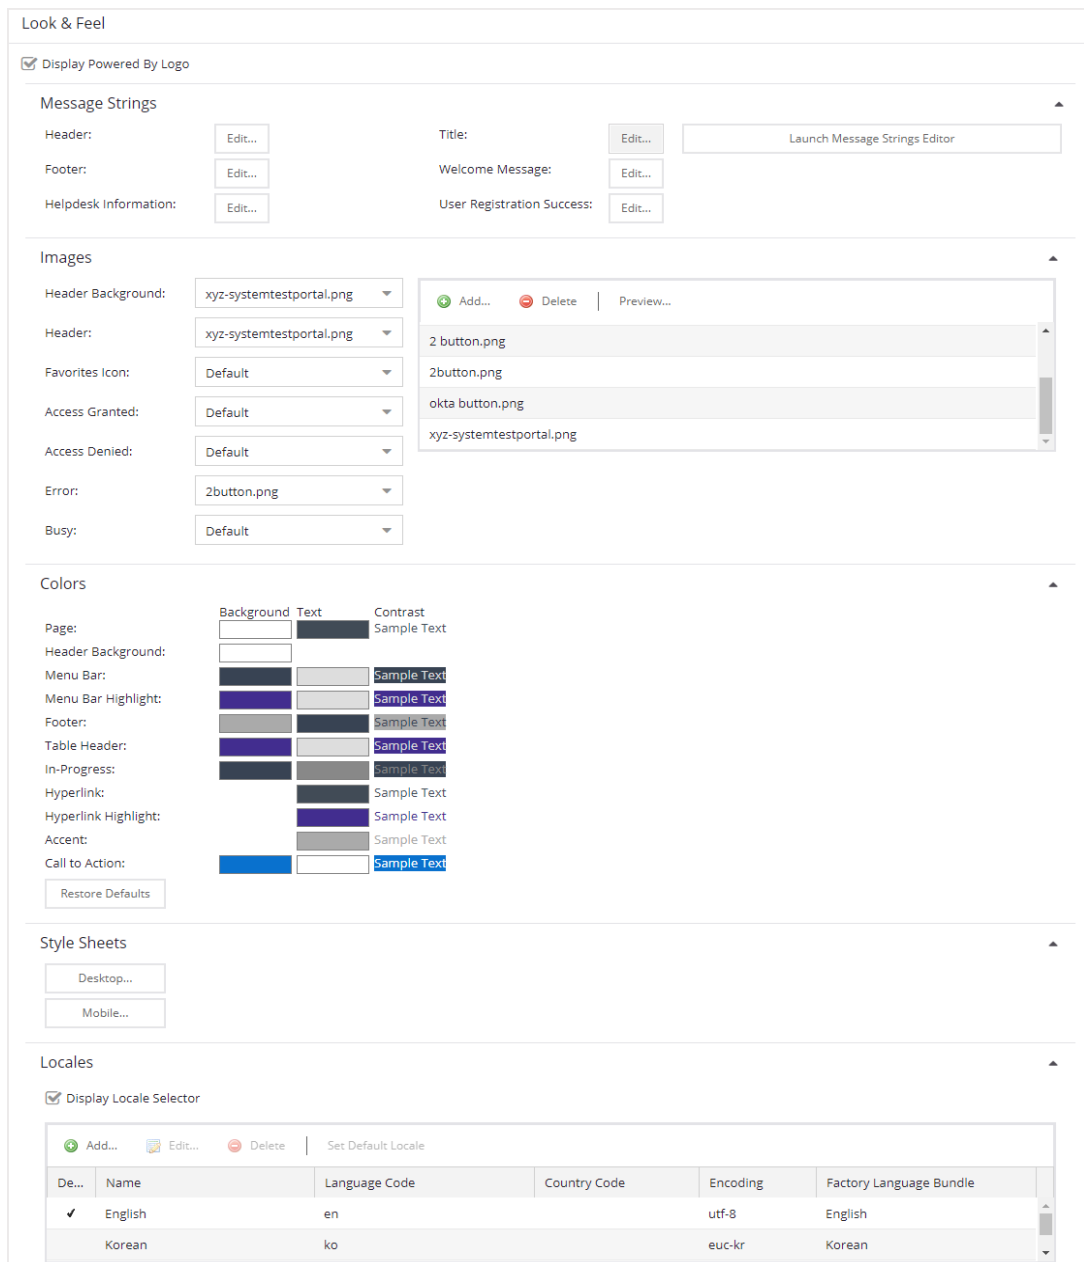 Look & Feel
Display Powered By Logo
Message Strings
Header: Edit... Title: Edit... Launch Message Strings Editor
Footer: Edit... Welcome Message: Edit...
Helpdesk Information: Edit... User Registration Success: Edit...
Images
Header Background: xyz-systemtestportal.png
Header: xyz-systemtestportal.png
Favorites Icon: Default
Access Granted: Default
Access Denied: Default
Error: 2button.png
Busy: Default
Add... Delete Preview...
2 button.png
2button.png
okta button.png
xyz-systemtestportal.png
Colors
Background Text Contrast
Page: Sample Text
Header Background:
Menu Bar: Sample Text
Menu Bar Highlight: Sample Text
Footer: Sample Text
Table Header: Sample Text
In-Progress: Sample Text
Hyperlink: Sample Text
Hyperlink Highlight: Sample Text
Accent: Sample Text
Call to Action: Sample Text
Restore Defaults
Style Sheets
Desktop...
Mobile...
Locales
Display Locale Selector
Add... Edit... Delete Set Default Locale
De... Name Language Code Country Code Encoding Factory Language Bundle
English en utf-8 English
Korean ko euc-kr Korean